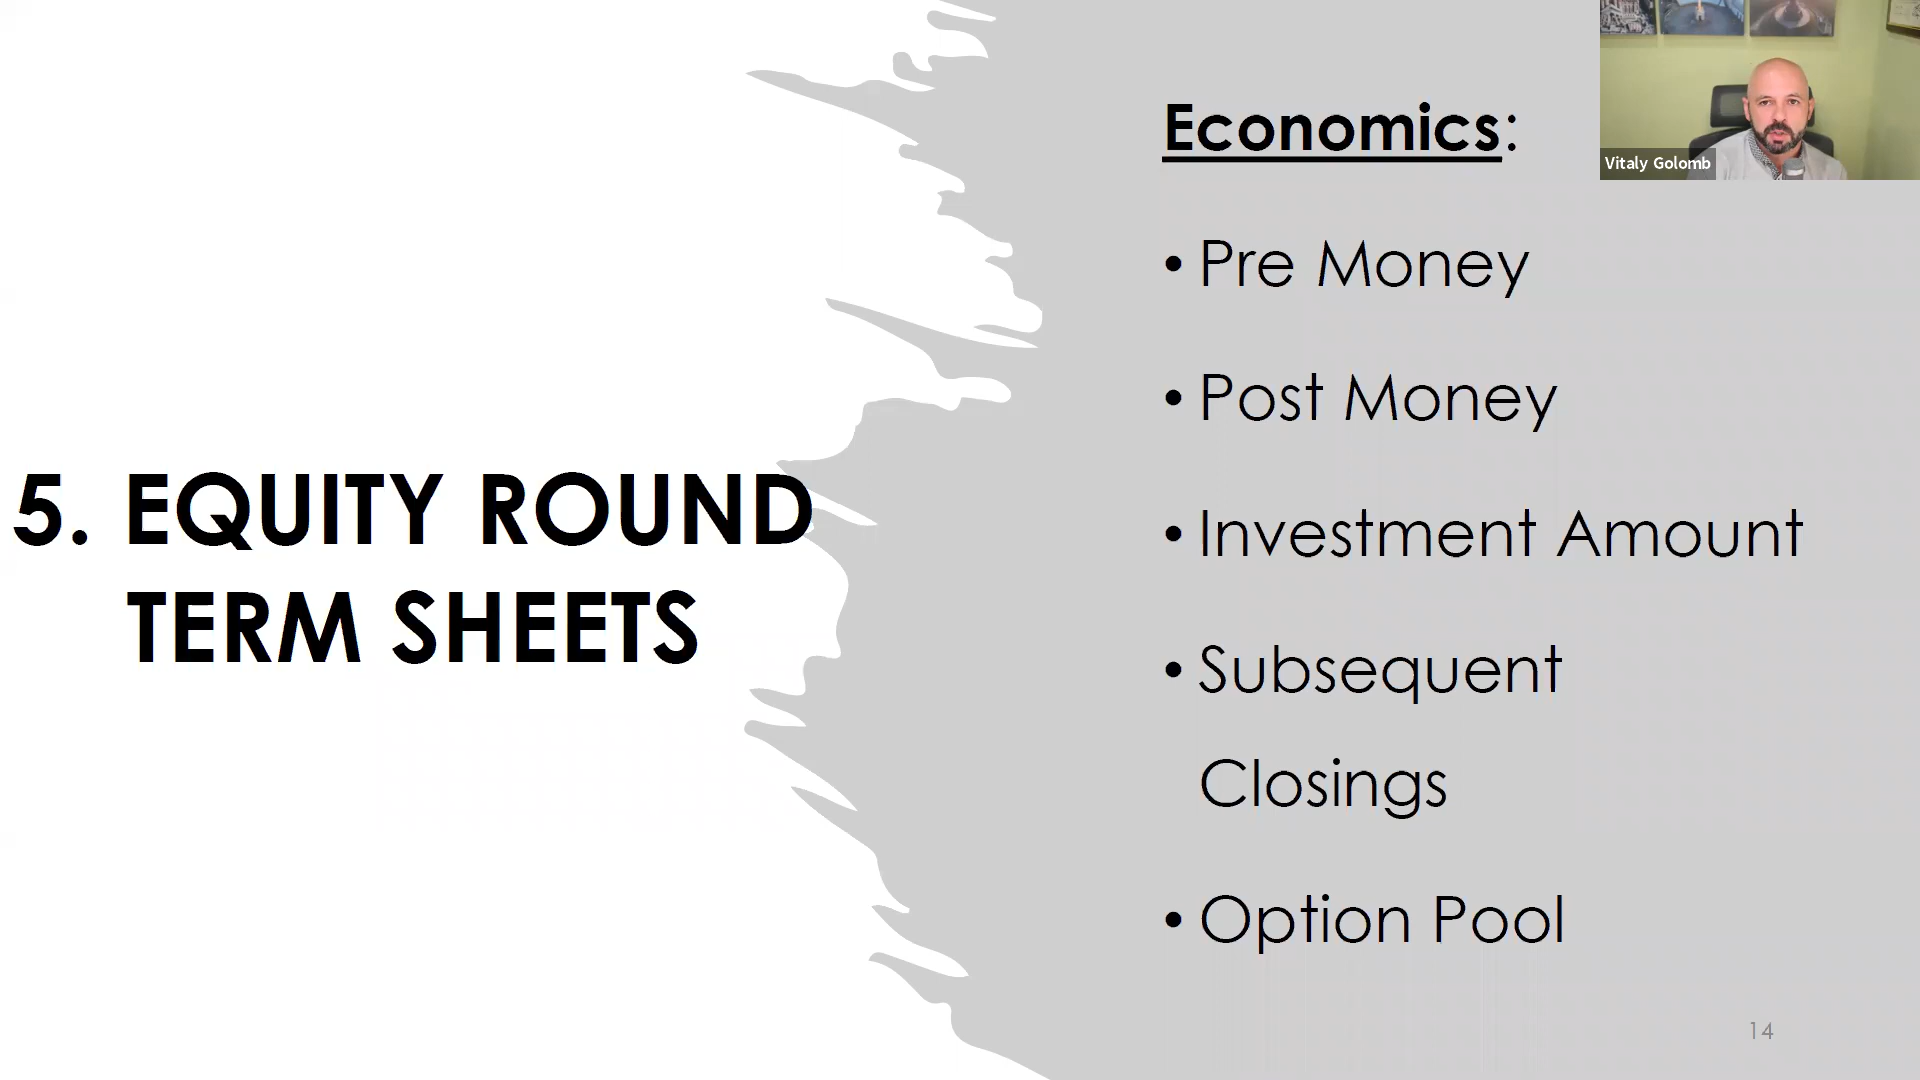 5. EQUITY ROUND
TERM SHEETS
Economics:
• Pre Money
• Post Money
• Investment Amount
• Subsequent
Closings
• Option Pool
Vitaly Golomb
14